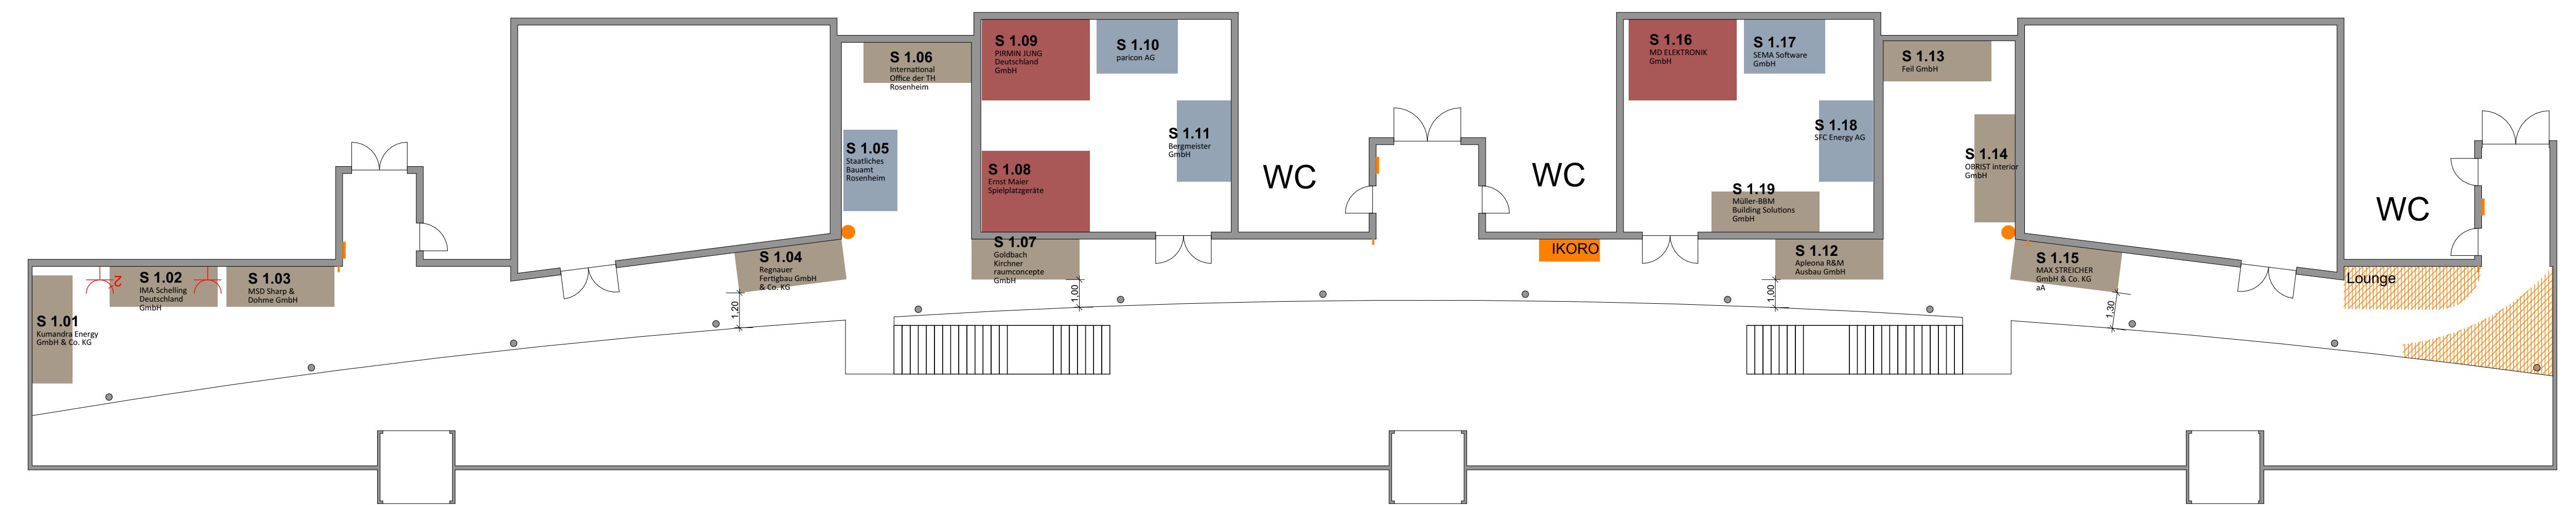 S 1.01
Kumandra Energy
GmbH & Co. KG
2
S 1.02
IMA Schelling
Deutschland
GmbH
S 1.03
MSD Sharp &
Dohme GmbH
S 1.04
Regnauer
Fertigbau GmbH
& Co. KG
1,20
S 1.05
Staatliches
Bauamt
Rosenheim
S 1.06
International
Office der TH
Rosenheim
S 1.09
PIRMIN JUNG
Deutschland
GmbH
S 1.10
paricon AG
S 1.11
Bergmeister
GmbH
S 1.08
Ernst Maier
Spielplatzgeräte
S 1.07
Goldbach
Kirchner
raumconcepte
GmbH
1,00
WC
WC
IKORO
S 1.16
MD ELEKTRONIK
GmbH
S 1.17
SEMA Software
GmbH
S 1.18
SFC Energy AG
S 1.19
Müller-BBM
Building Solutions
GmbH
S 1.12
Apleona R&M
Ausbau GmbH
1,00
S 1.13
Feil GmbH
S 1.14
OBRIST interior
GmbH
S 1.15
MAX STREICHER
GmbH & Co. KG
aA
1,30
WC
Lounge